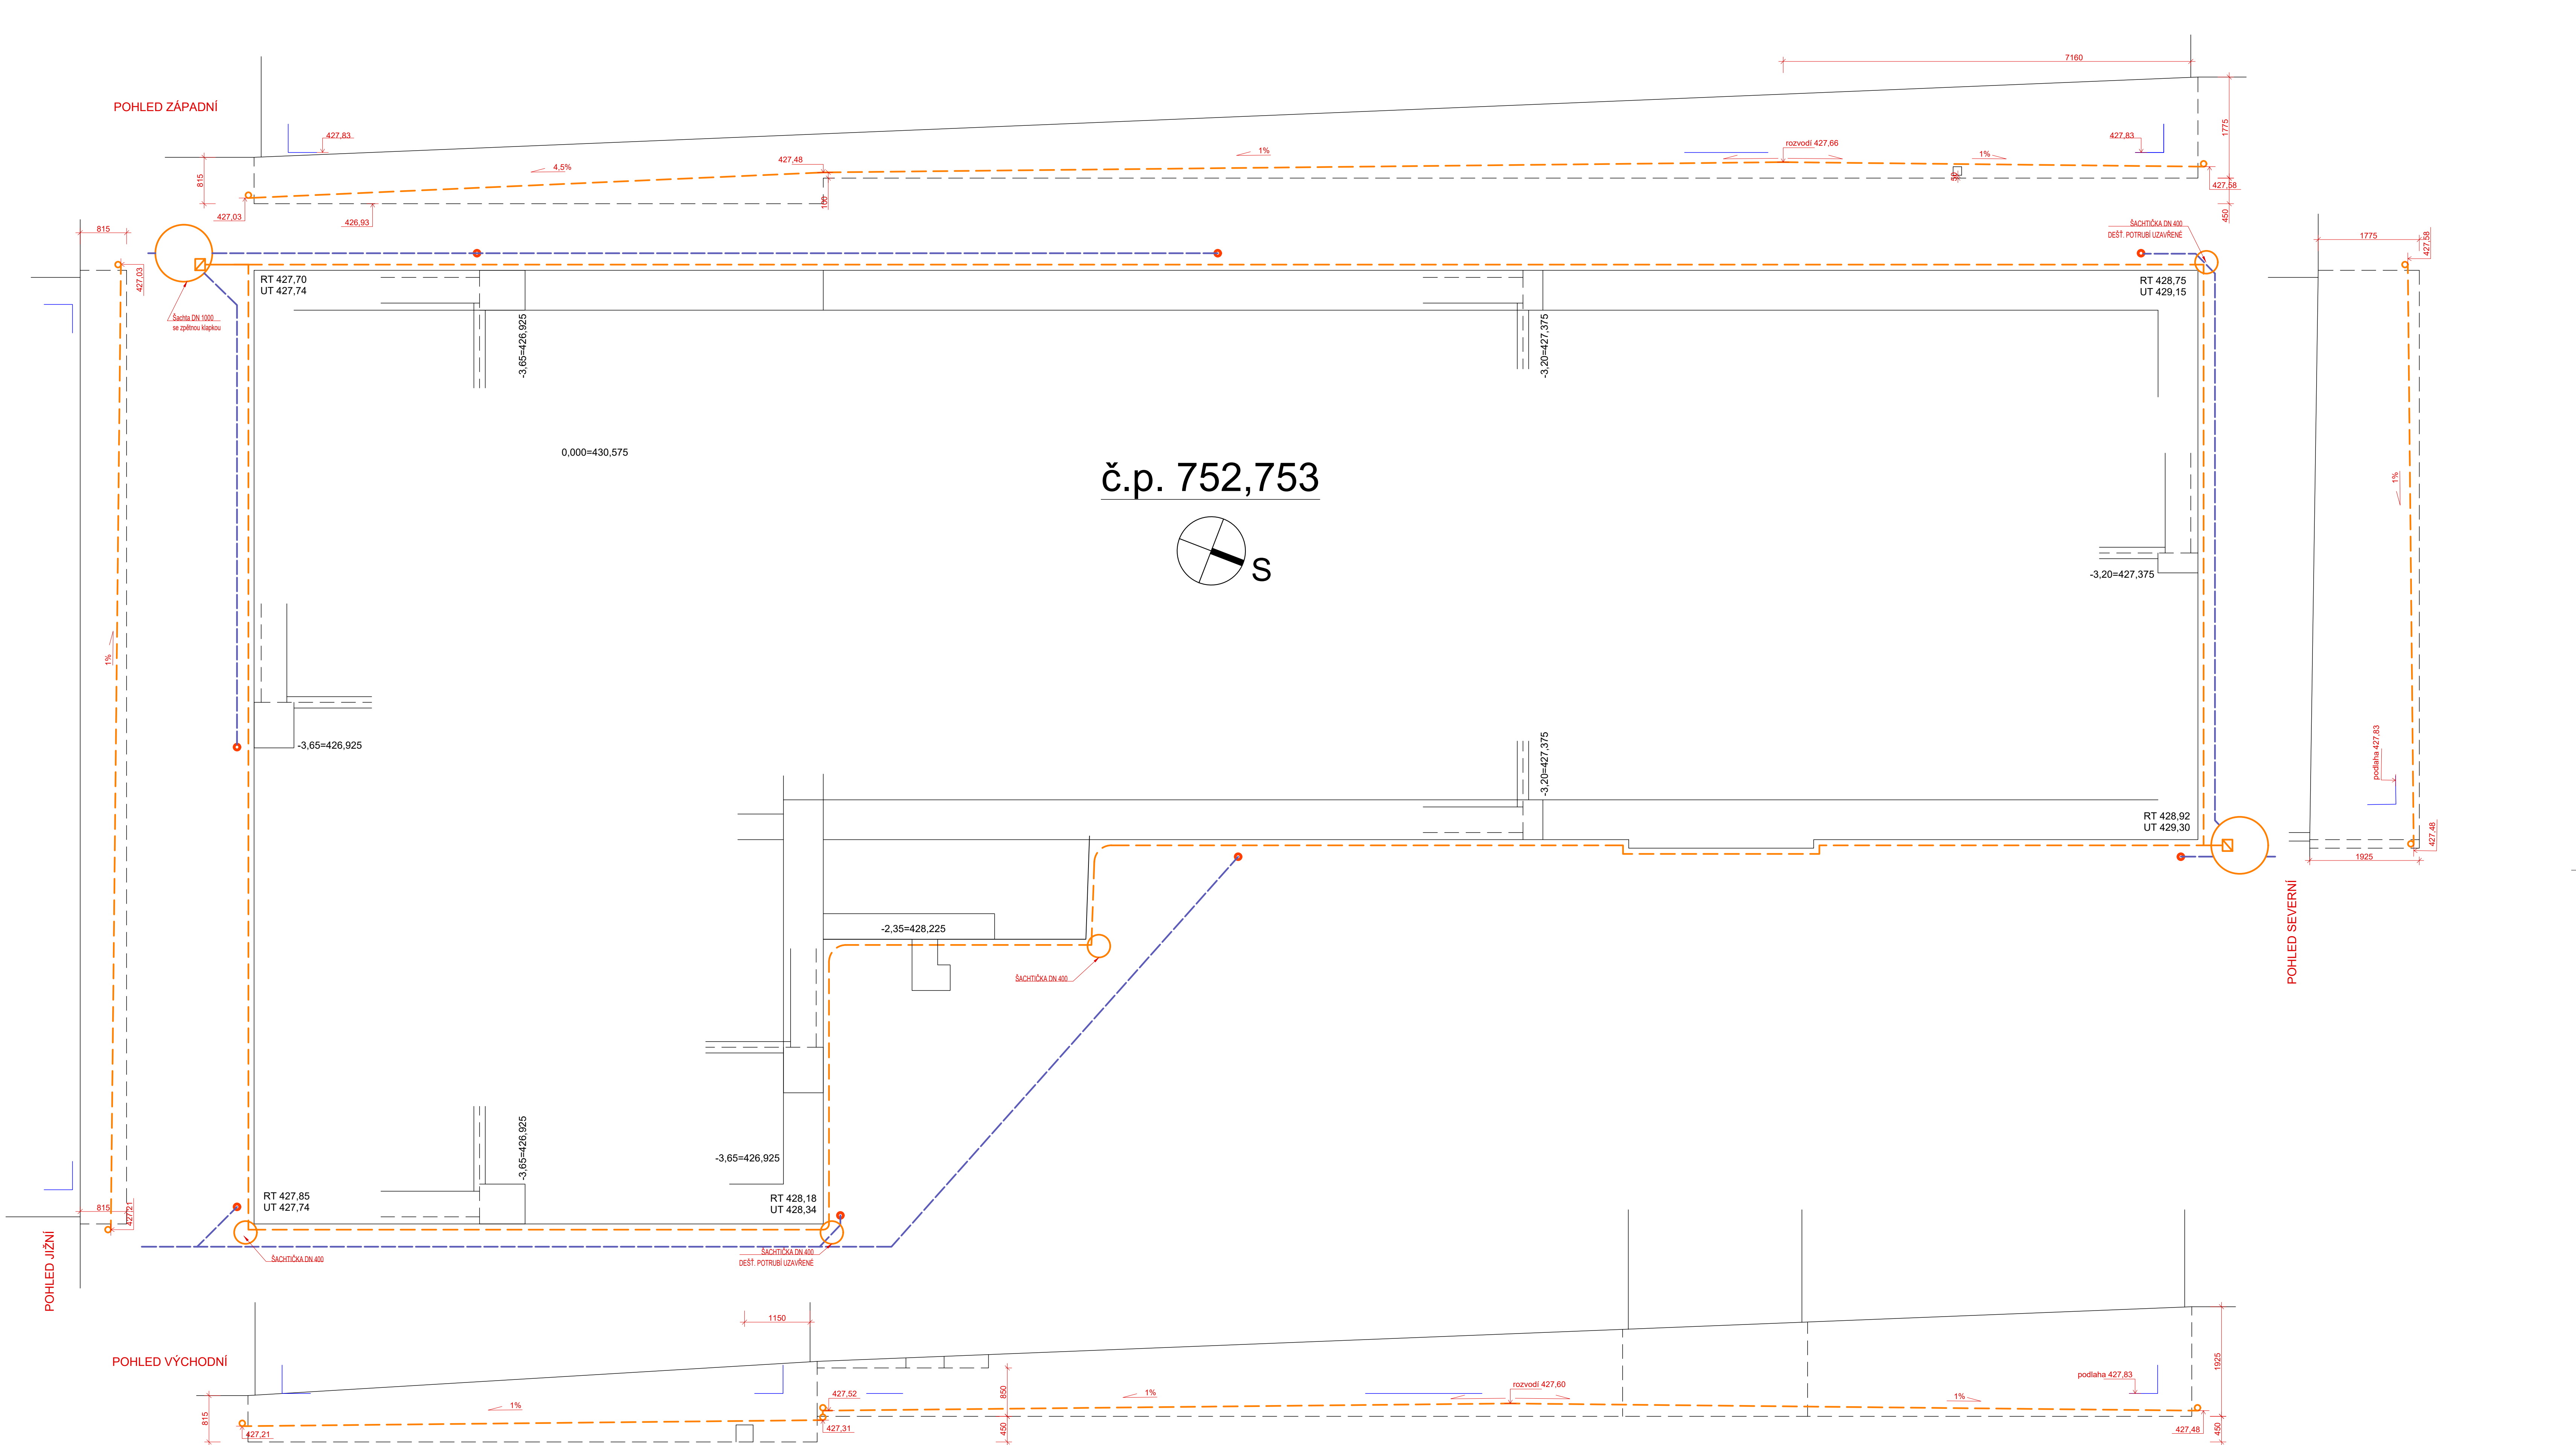 7160
POHLED ZÁPADNÍ
427,83
4,5%
427,48
1%
rozvodí 427,66
1%
427,83
1775
815
100
50
427,58
427,03
426,93
450
ŠACHTIČKA DN 400
DEŠŤ. POTRUBÍ UZAVŘENÉ
815
427,03
1775
427,58
RT 427,70
UT 427,74
RT 428,75
UT 429,15
Šachta DN 1000
se zpětnou klapkou
-3,65=426,925
-3,20=427,375
0,000=430,575
č.p. 752,753
S
1%
-3,20=427,375
1%
-3,65=426,925
-3,20=427,375
podlaha 427,83
RT 428,92
UT 429,30
427,48
1925
POHLED SEVERNÍ
-2,35=428,225
ŠACHTIČKA DN 400
-3,65=426,925
-3,65=426,925
RT 427,85
UT 427,74
RT 428,18
UT 428,34
815
427,21
POHLED JIŽNÍ
ŠACHTIČKA DN 400
ŠACHTIČKA DN 400
DEŠŤ. POTRUBÍ UZAVŘENÉ
1150
POHLED VÝCHODNÍ
815
1%
427,21
427,52
427,31
850
450
1%
rozvodí 427,60
1%
podlaha 427,83
427,48
1925
450